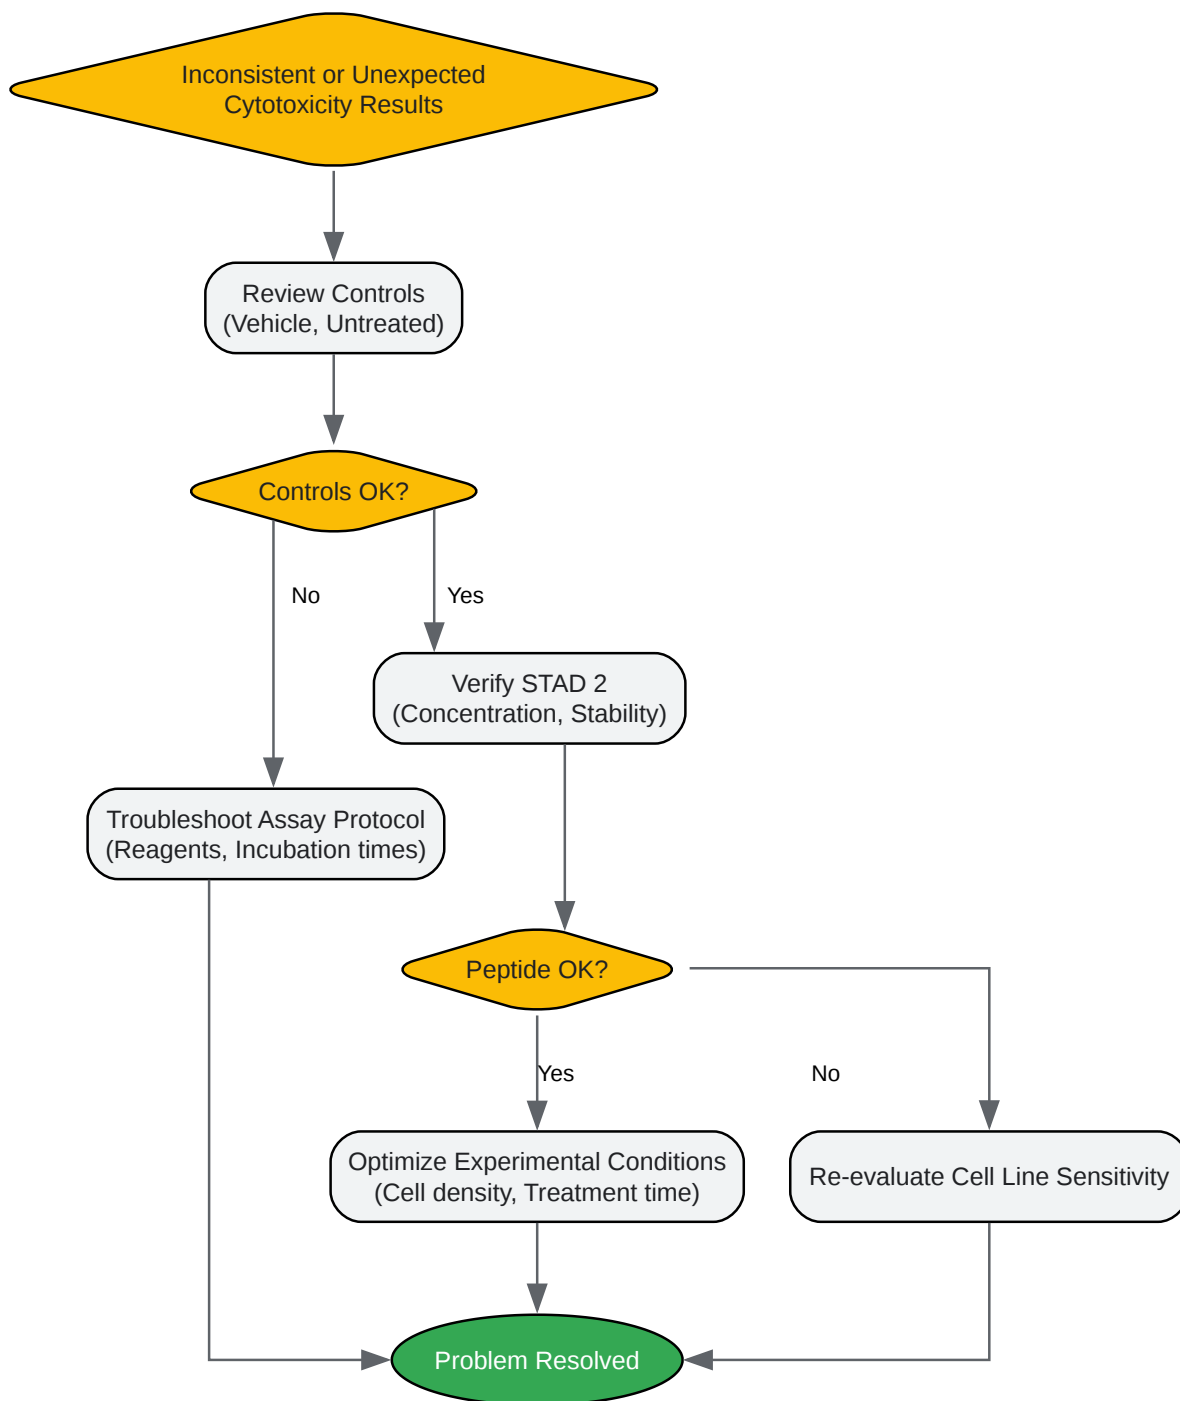 Inconsistent or Unexpected
Cytotoxicity Results
Review Controls
(Vehicle, Untreated)
Controls OK?
No
Yes
Verify STAD 2
(Concentration, Stability)
Troubleshoot Assay Protocol
(Reagents, Incubation times)
Peptide OK?
Yes
No
Optimize Experimental Conditions
(Cell density, Treatment time)
Re-evaluate Cell Line Sensitivity
Problem Resolved